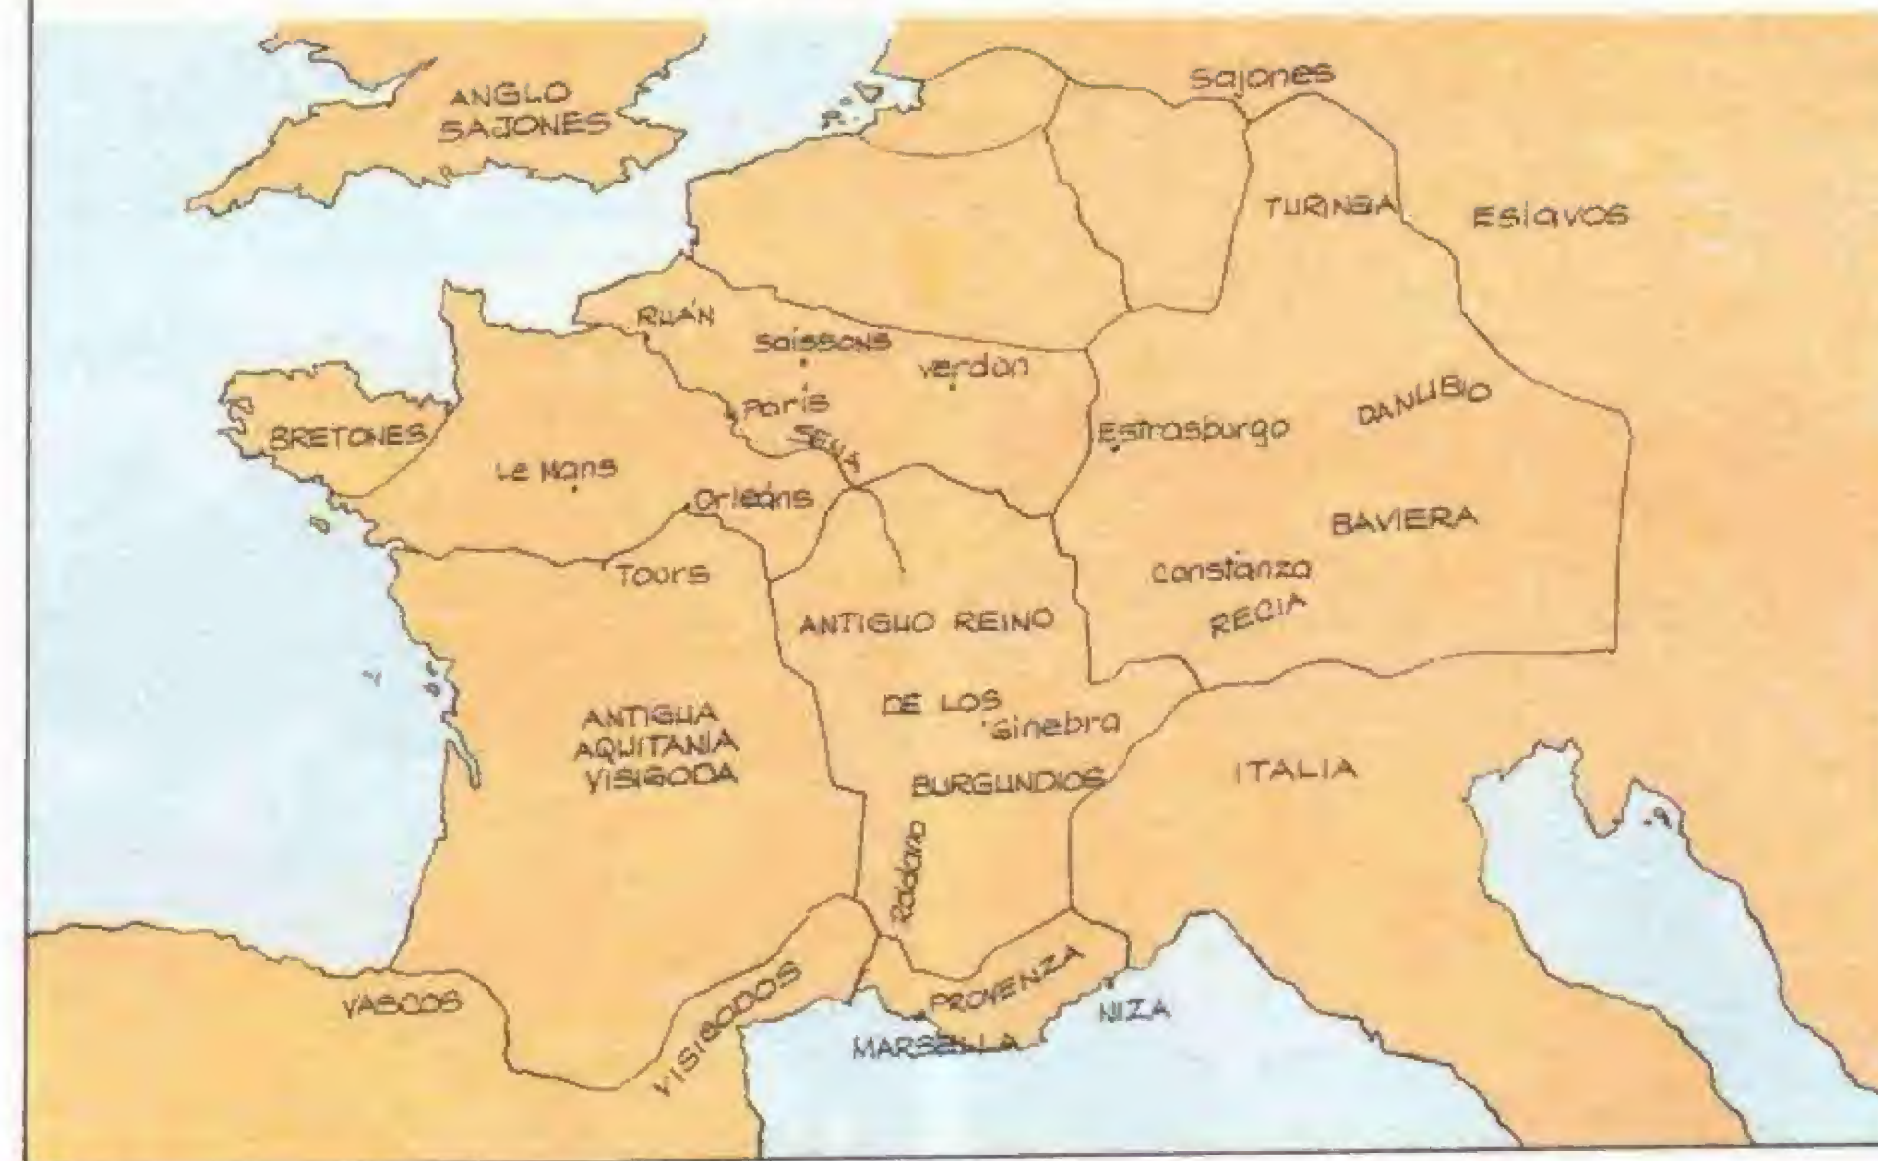 ANGLO
SAJONES
Sajones
TURINGIA
Eslavos
RUÁN
Soissons
Verdon
París
SENA
Estrasburgo
DANUBIO
BRETONES
Le Mans
Orleáns
BAVIERA
Tours
Constanza
RECIA
ANTIGUO REINO
DE LOS
Ginebra
BURGUNDIOS
ANTIGUA
AQUITANIA
VISIGODA
ITALIA
Ródano
VASCOS
VISIGODOS
PROVENZA
MARSELLA
NIZA